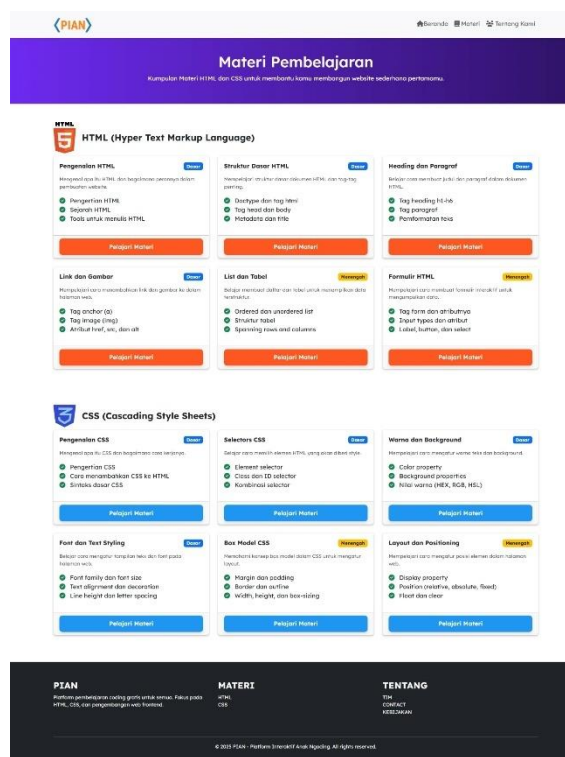 PIAN
Beranda Materi Tentang Kami
Materi Pembelajaran
Kumpulan Materi HTML dan CSS untuk membantu kamu membangun website sederhana pertamamu.
HTML
5
HTML (Hyper Text Markup Language)
Pengenalan HTML Dasar
Mengenal apa itu HTML dan bagaimana perannya dalam
pembuatan website.
Pengertian HTML
Sejarah HTML
Tools untuk menulis HTML
Pelajari Materi
Struktur Dasar HTML Dasar
Mempelajari struktur dasar dokumen HTML dan tag-tag
penting.
Doctype dan tag html
Tag head dan body
Metadata dan title
Pelajari Materi
Heading dan Paragraf Dasar
Belajar cara membuat judul dan paragraf dalam dokumen
HTML.
Tag heading h1-h6
Tag paragraf
Pemformatan teks
Pelajari Materi
Link dan Gambar Dasar
Mempelajari cara menambahkan link dan gambar ke dalam
halaman web.
Tag anchor (a)
Tag image (img)
Atribut href, src, dan alt
Pelajari Materi
List dan Tabel Menengah
Belajar membuat daftar dan tabel untuk menampilkan data
terstruktur.
Ordered dan unordered list
Struktur tabel
Spanning rows and columns
Pelajari Materi
Formulir HTML Menengah
Mempelajari cara membuat formulir interaktif untuk
mengumpulkan data.
Tag form dan atributnya
Input types dan atribut
Label, button, dan select
Pelajari Materi
3
CSS (Cascading Style Sheets)
Pengenalan CSS Dasar
Mengenal apa itu CSS dan bagaimana cara kerjanya.
Pengertian CSS
Cara menambahkan CSS ke HTML
Sintaks dasar CSS
Pelajari Materi
Selectors CSS Dasar
Belajar cara memilih elemen HTML yang akan diberi style.
Element selector
Class dan ID selector
Kombinasi selector
Pelajari Materi
Warna dan Background Dasar
Mempelajari cara mengatur warna teks dan background.
Color property
Background properties
Nilai warna (HEX, RGB, HSL)
Pelajari Materi
Font dan Text Styling Dasar
Belajar cara mengatur tampilan teks dan font pada
halaman web.
Font family dan font size
Text alignment dan decoration
Line height dan letter spacing
Pelajari Materi
Box Model CSS Menengah
Memahami konsep box model dalam CSS untuk mengatur
layout.
Margin dan padding
Border dan outline
Width, height, dan box-sizing
Pelajari Materi
Layout dan Positioning Menengah
Mempelajari cara mengatur posisi elemen dalam halaman
web.
Display property
Position (relative, absolute, fixed)
Float dan clear
Pelajari Materi
PIAN
Platform pembelajaran coding gratis untuk semua. Fokus pada
HTML, CSS, dan pengembangan web frontend.
MATERI
HTML
CSS
TENTANG
TIM
CONTACT
KEBIJAKAN
© 2025 PIAN - Platform Interaktif Anak Ngoding. All rights reserved.